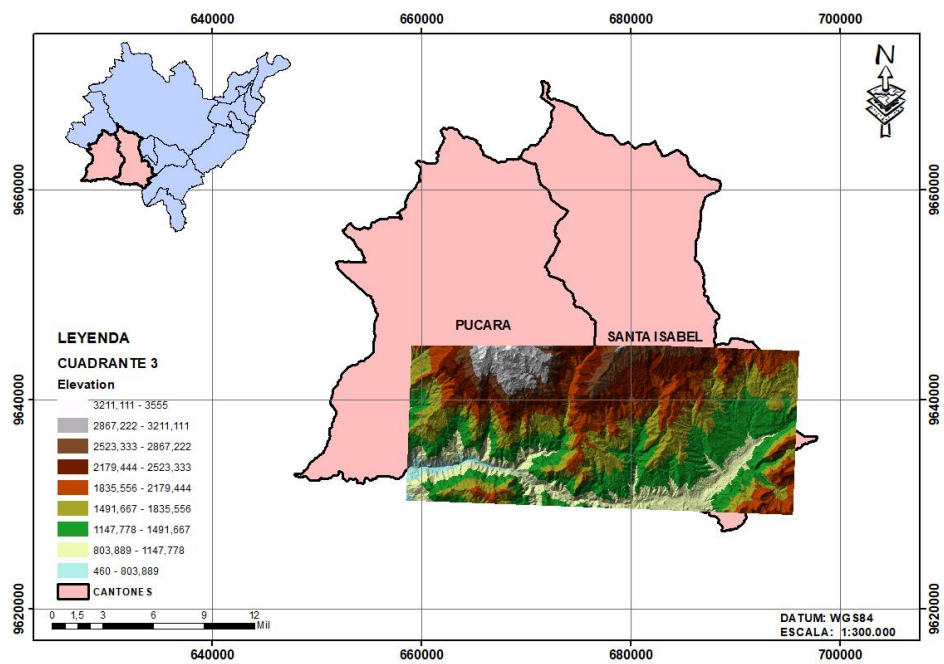 640000 660000 680000 700000
N
9660000 9660000
PUCARA
SANTA ISABEL
LEYENDA
CUADRANTE 3
Elevation
3211,111 - 3555
2867,222 - 3211,111
2523,333 - 2867,222
2179,444 - 2523,333
1835,556 - 2179,444
1491,667 - 1835,556
1147,778 - 1491,667
803,889 - 1147,778
460 - 803,889
CANTONES
9640000 9640000
0 1,5 3 6 9 12
Mil
9620000 9620000
DATUM: WGS84
ESCALA: 1:300.000
640000 660000 680000 700000